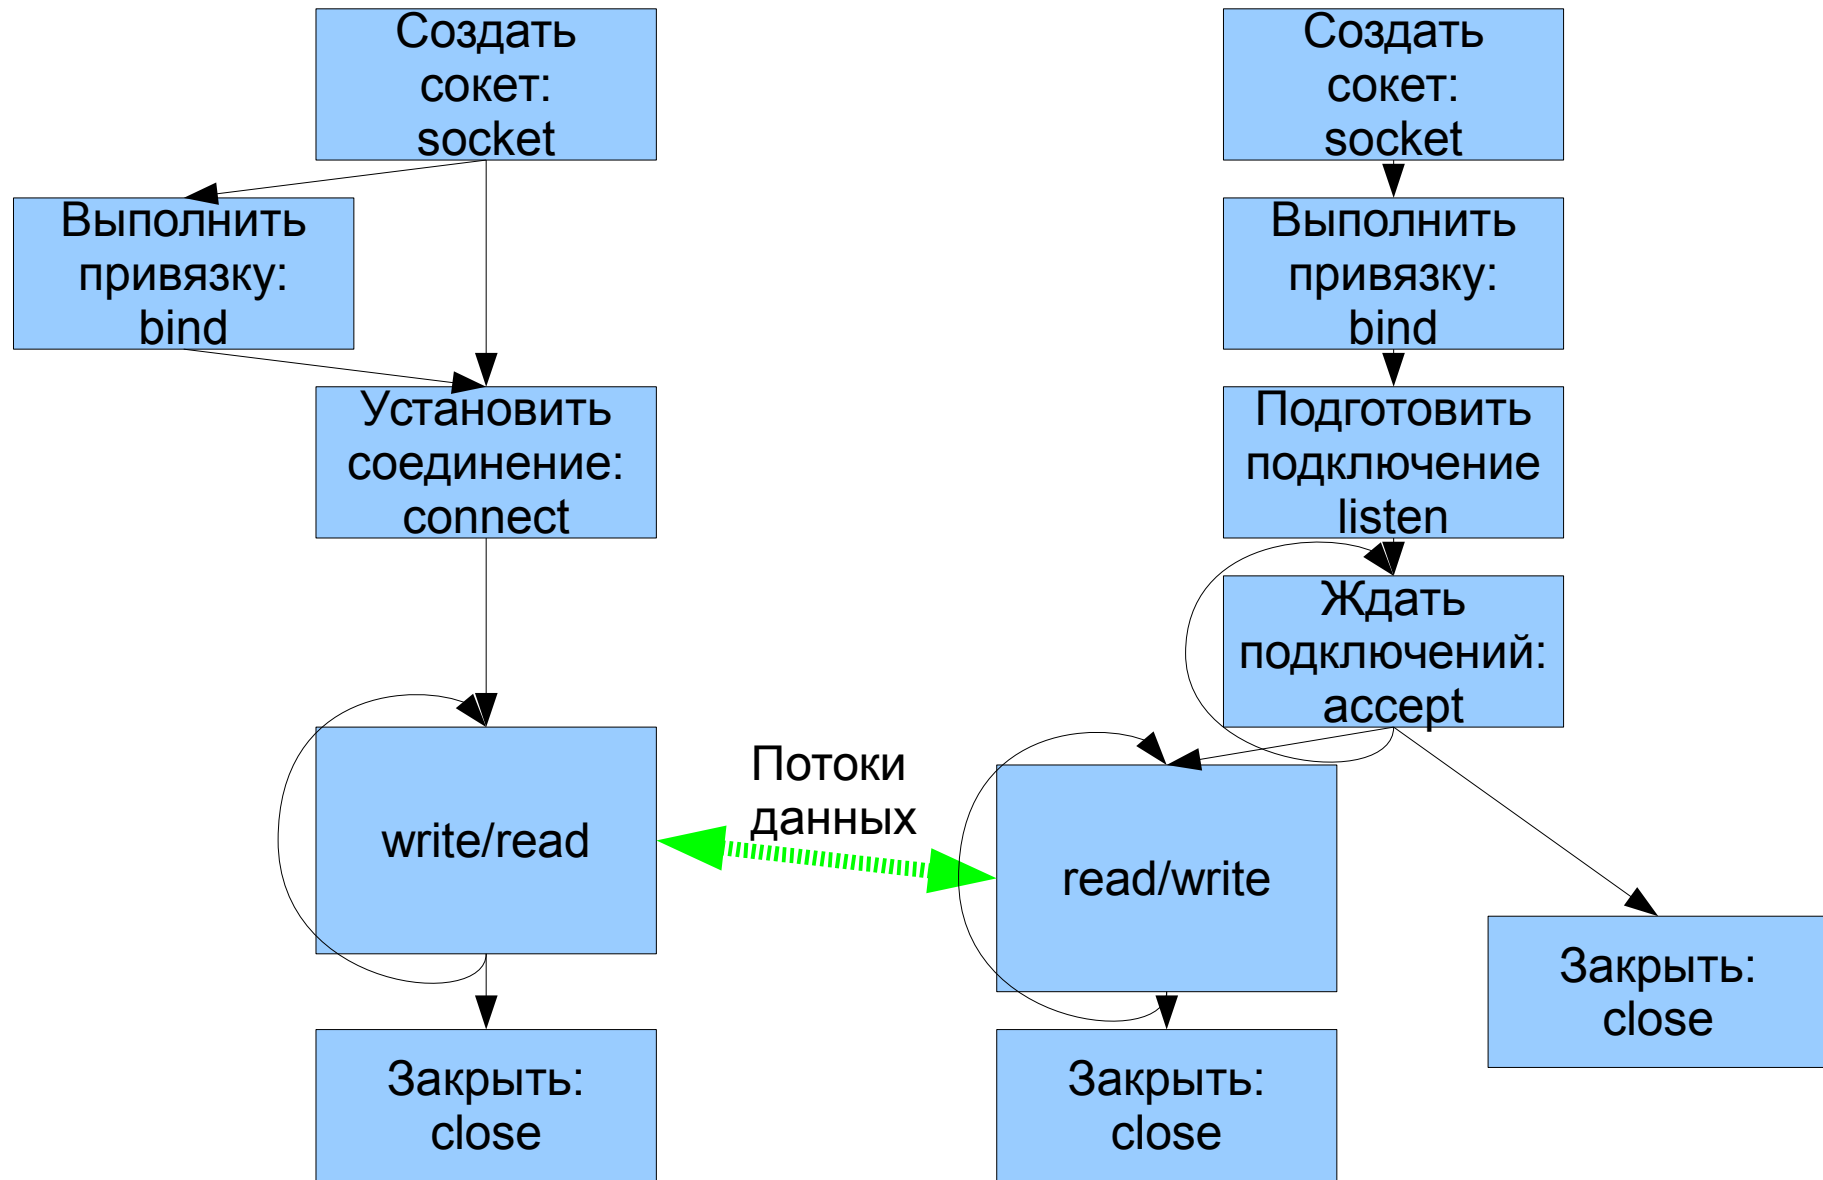 Создать
сокет:
socket
Создать
сокет:
socket
Выполнить
привязку:
bind
Выполнить
привязку:
bind
Установить
соединение:
connect
Подготовить
подключение
listen
Ждать
подключений:
accept
write/read
Потоки
данных
read/write
Закрыть:
close
Закрыть:
close
Закрыть:
close